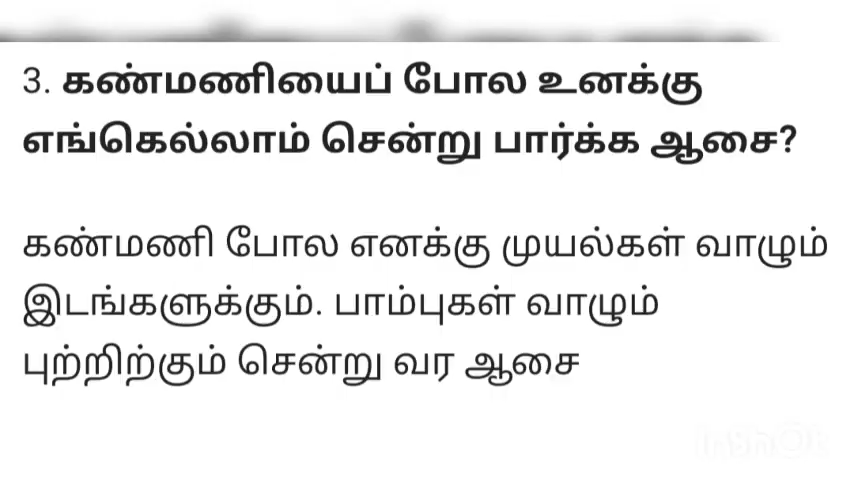 3. கண்மணியைப் போல உனக்கு
எங்கெல்லாம் சென்று பார்க்க ஆசை?
கண்மணி போல எனக்கு முயல்கள் வாழும்
இடங்களுக்கும். பாம்புகள் வாழும்
புற்றிற்கும் சென்று வர ஆசை